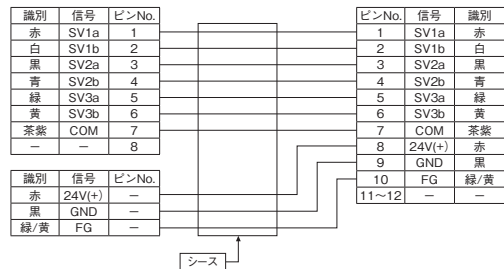 識別 信号 ピンNo.
赤 SV1a 1
白 SV1b 2
黒 SV2a 3
青 SV2b 4
緑 SV3a 5
黄 SV3b 6
茶紫 COM 7
－ － 8
識別 信号 ピンNo.
赤 24V(+) －
黒 GND －
緑/黄 FG －
シース
ピンNo. 信号 識別
1 SV1a 赤
2 SV1b 白
3 SV2a 黒
4 SV2b 青
5 SV3a 緑
6 SV3b 黄
7 COM 茶紫
8 24V(+) 赤
9 GND 黒
10 FG 緑/黄
11～12 － －